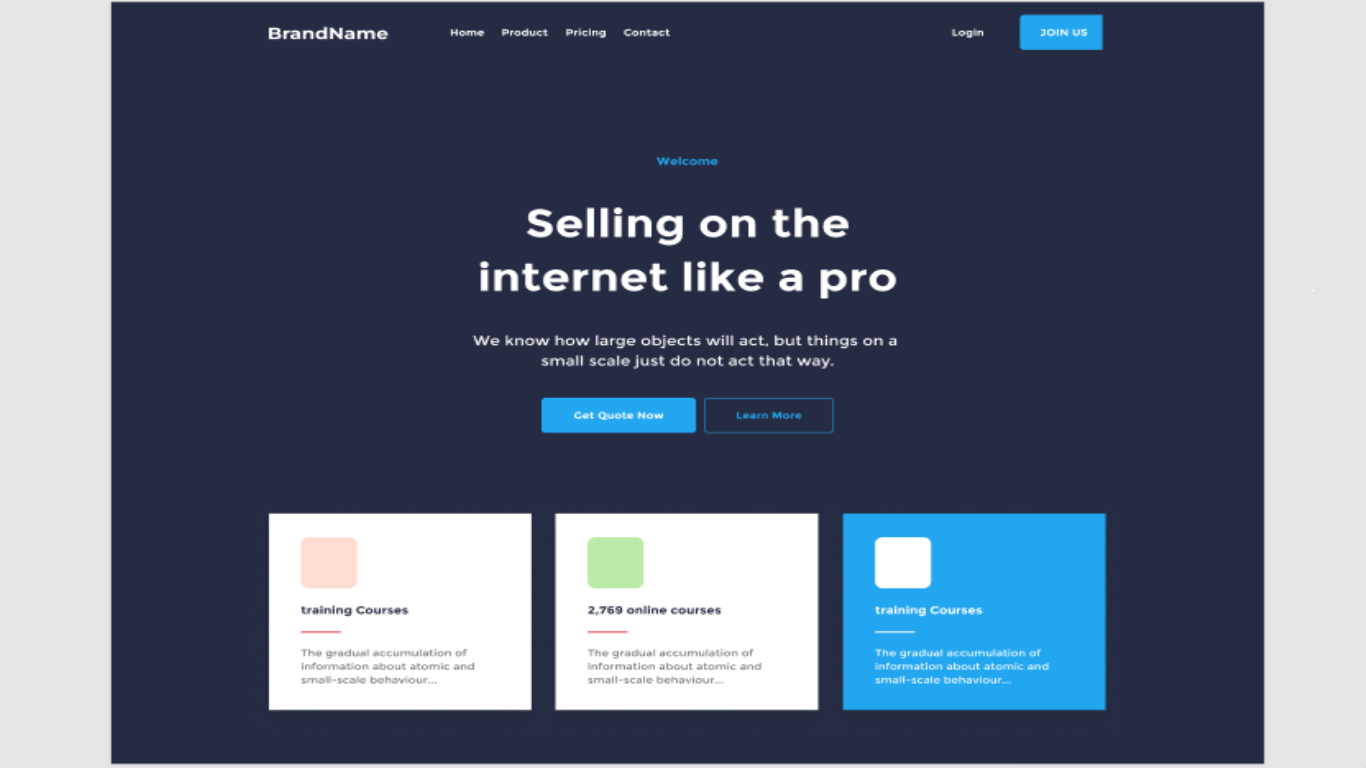 BrandName
Home Product Pricing Contact
Login
JOIN US
Welcome
Selling on the
internet like a pro
We know how large objects will act, but things on a
small scale just do not act that way.
Get Quote Now
Learn More
training Courses
The gradual accumulation of
information about atomic and
small-scale behaviour...
2,769 online courses
The gradual accumulation of
information about atomic and
small-scale behaviour...
training Courses
The gradual accumulation of
information about atomic and
small-scale behaviour...